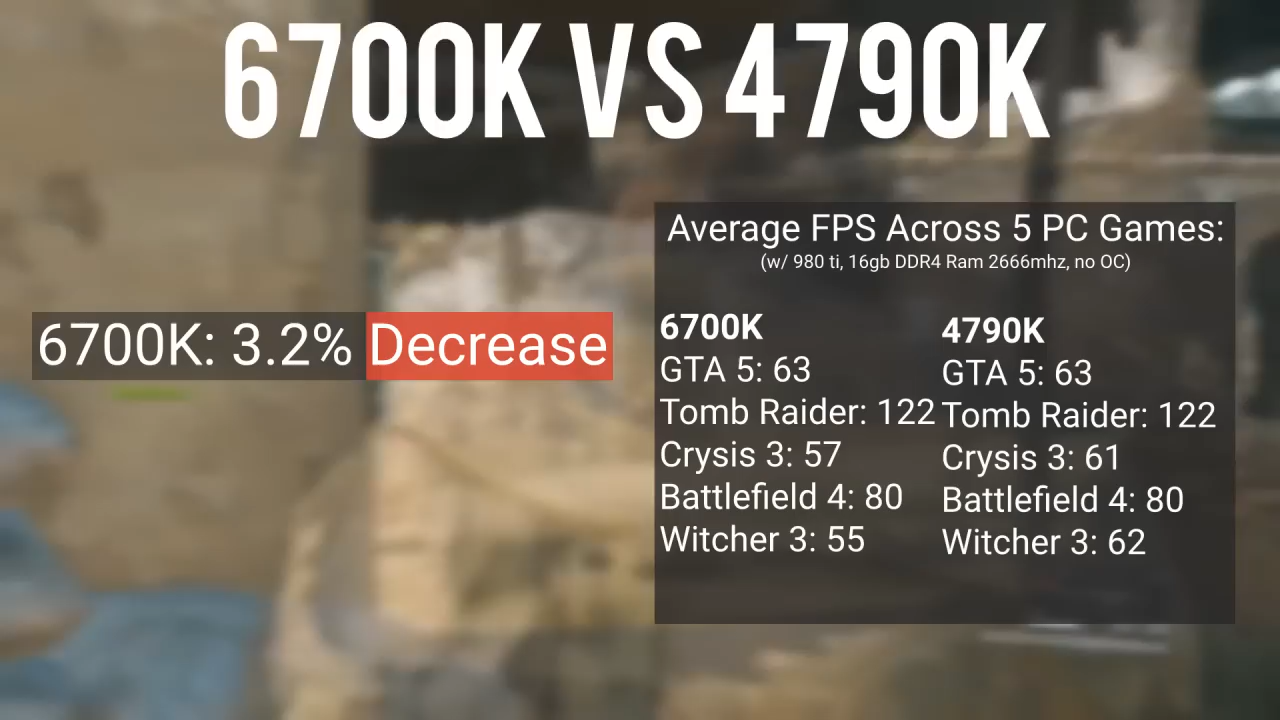 6700K VS 4790K
6700K: 3.2% Decrease
Average FPS Across 5 PC Games:
(w/ 980 ti, 16gb DDR4 Ram 2666mhz, no OC)
6700K
GTA 5: 63
Tomb Raider: 122
Crysis 3: 57
Battlefield 4: 80
Witcher 3: 55
4790K
GTA 5: 63
Tomb Raider: 122
Crysis 3: 61
Battlefield 4: 80
Witcher 3: 62